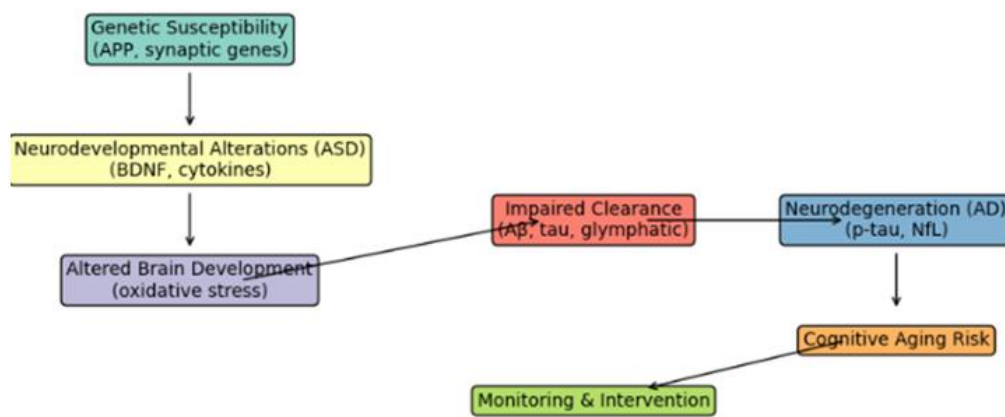 Genetic Susceptibility
(APP, synaptic genes)
Neurodevelopmental Alterations (ASD)
(BDNF, cytokines)
Altered Brain Development
(oxidative stress)
Impaired Clearance
(Aβ, tau, glymphatic)
Neurodegeneration (AD)
(p-tau, NfL)
Cognitive Aging Risk
Monitoring & Intervention